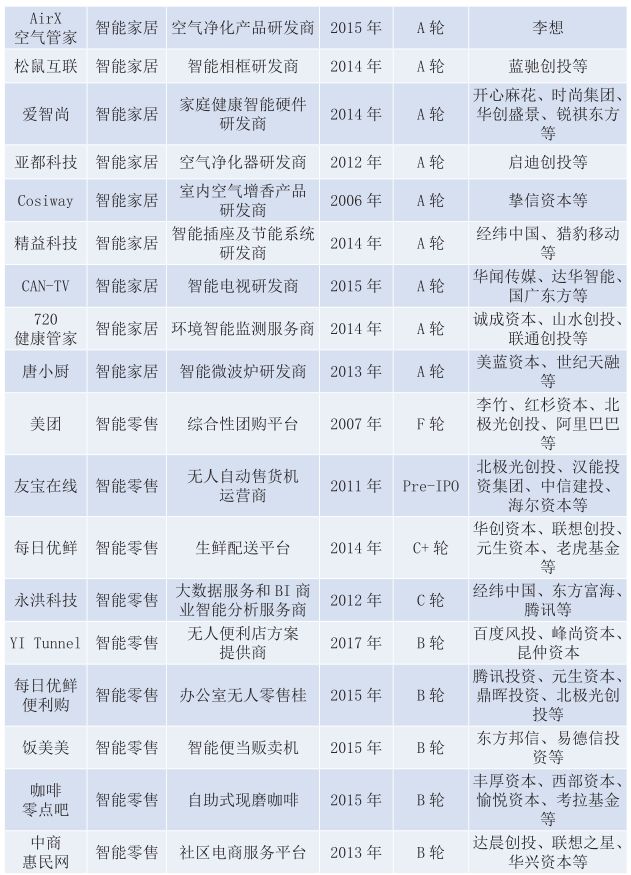 AirX
空气管家 智能家居 空气净化产品研发商 2015 年 A 轮 李想
松鼠互联 智能家居 智能相框研发商 2014 年 A 轮 蓝驰创投等
爱智尚 智能家居 家庭健康智能硬件
研发商 2014 年 A 轮 开心麻花、时尚集团、
华创盛景、锐祺东方
等
亚都科技 智能家居 空气净化器研发商 2012 年 A 轮 启迪创投等
Cosiway 智能家居 室内空气增香产品
研发商 2006 年 A 轮 挚信资本等
精益科技 智能家居 智能插座及节能系统
研发商 2014 年 A 轮 经纬中国、猎豹移动
等
CAN-TV 智能家居 智能电视研发商 2015 年 A 轮 华闻传媒、达华智能、
国广东方等
720
健康管家 智能家居 环境智能监测服务商 2014 年 A 轮 诚成资本、山水创投、
联通创投等
唐小厨 智能家居 智能微波炉研发商 2013 年 A 轮 美蓝资本、世纪天融
等
美团 智能零售 综合性团购平台 2007 年 F 轮 李竹、红杉资本、北
极光创投、阿里巴巴
等
友宝在线 智能零售 无人自动售货机
运营商 2011 年 Pre-IPO 北极光创投、汉能投
资集团、中信建投、
海尔资本等
每日优鲜 智能零售 生鲜配送平台 2014 年 C+ 轮 华创资本、联想创投、
元生资本、老虎基金
等
永洪科技 智能零售 大数据服务和 BI 商
业智能分析服务商 2012 年 C 轮 经纬中国、东方富海、
腾讯等
YI Tunnel 智能零售 无人便利店方案
提供商 2017 年 B 轮 百度风投、峰尚资本、
昆仲资本
每日优鲜
便利购 智能零售 办公室无人零售桂 2015 年 B 轮 腾讯投资、元生资本、
鼎晖投资、北极光创
投等
饭美美 智能零售 智能便当贩卖机 2015 年 B 轮 东方邦信、易德信投
资等
咖啡
零点吧 智能零售 自助式现磨咖啡 2015 年 B 轮 丰厚资本、西部资本、
愉悦资本、考拉基金
等
中商
惠民网 智能零售 社区电商服务平台 2013 年 B 轮 达晨创投、联想之星、
华兴资本等